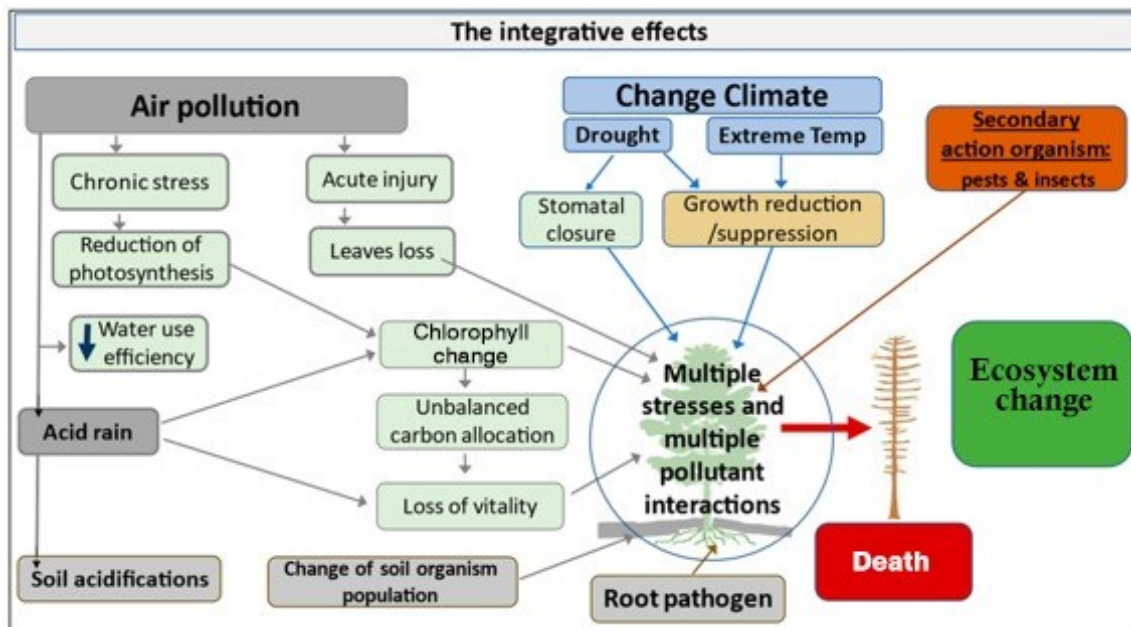 The integrative effects
Air pollution
Change Climate
Drought
Extreme Temp
Secondary
action organism:
pests & insects
Chronic stress
Acute injury
Stomatal
closure
Growth reduction
/suppression
Reduction of
photosynthesis
Leaves loss
Water use
efficiency
Chlorophyll
change
Ecosystem
change
Multiple
stresses and
multiple
pollutant
interactions
Acid rain
Unbalanced
carbon allocation
Loss of vitality
Death
Soil acidifications
Change of soil organism
population
Root pathogen